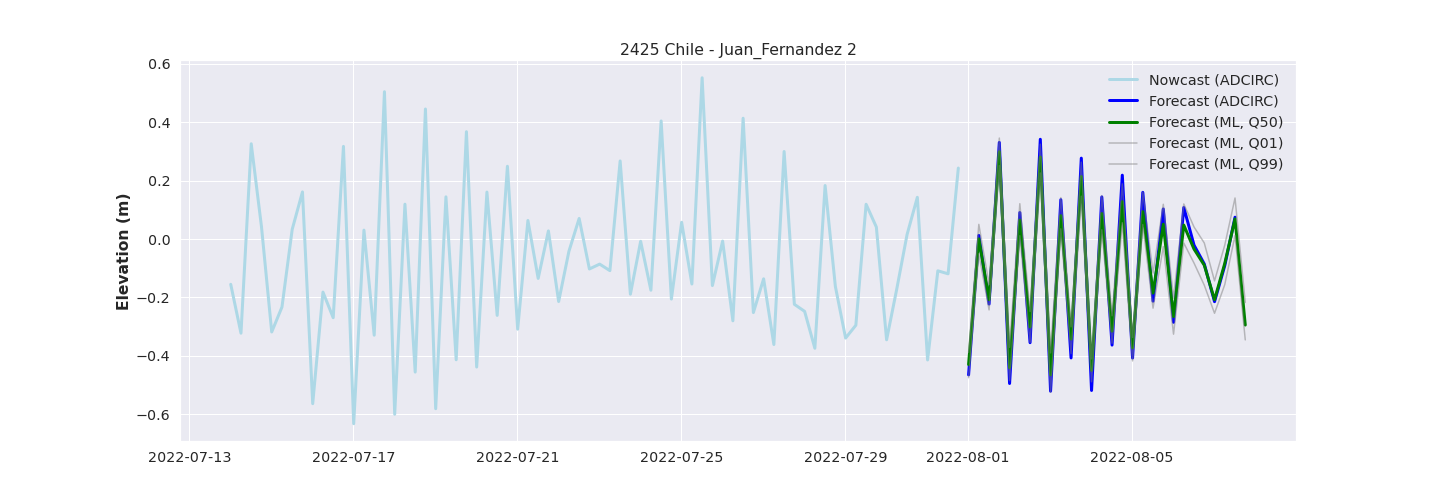 2425 Chile - Juan_Fernandez 2
Elevation (m)
0.6
0.4
0.2
0.0
−0.2
−0.4
−0.6
Nowcast (ADCIRC)
Forecast (ADCIRC)
Forecast (ML, Q50)
Forecast (ML, Q01)
Forecast (ML, Q99)
2022-07-13 2022-07-17 2022-07-21 2022-07-25 2022-07-29 2022-08-01 2022-08-05